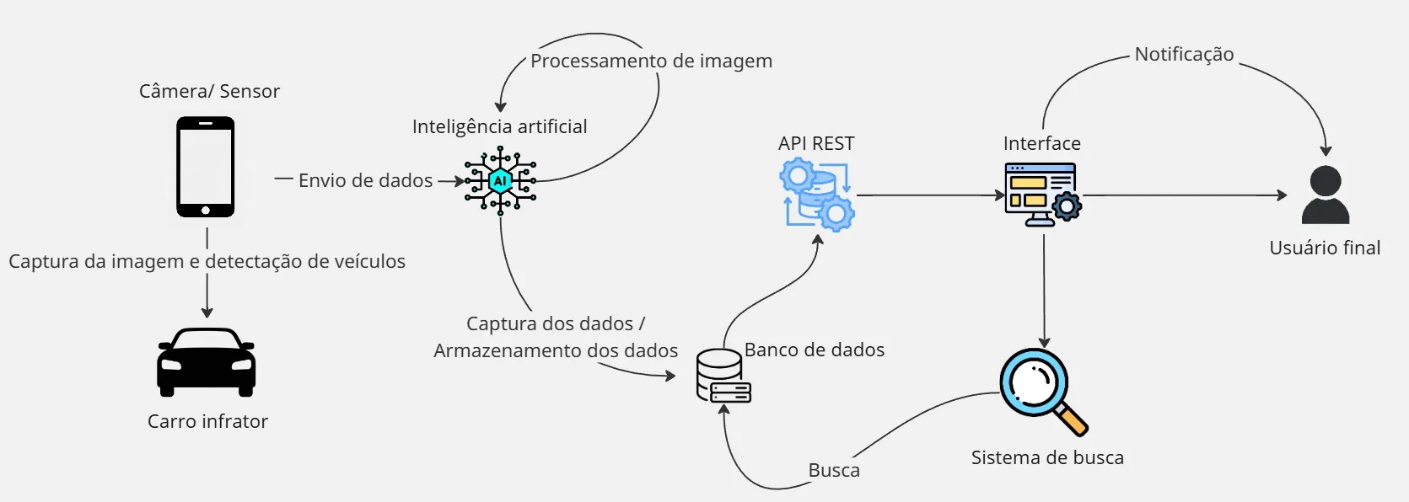 Processamento de imagem
Notificação
Câmera/ Sensor
Inteligência artificial
API REST
Interface
Envio de dados
AI
Usuário final
Captura da imagem e detectação de veículos
Captura dos dados /
Armazenamento dos dados
Banco de dados
Carro infrator
Sistema de busca
Busca